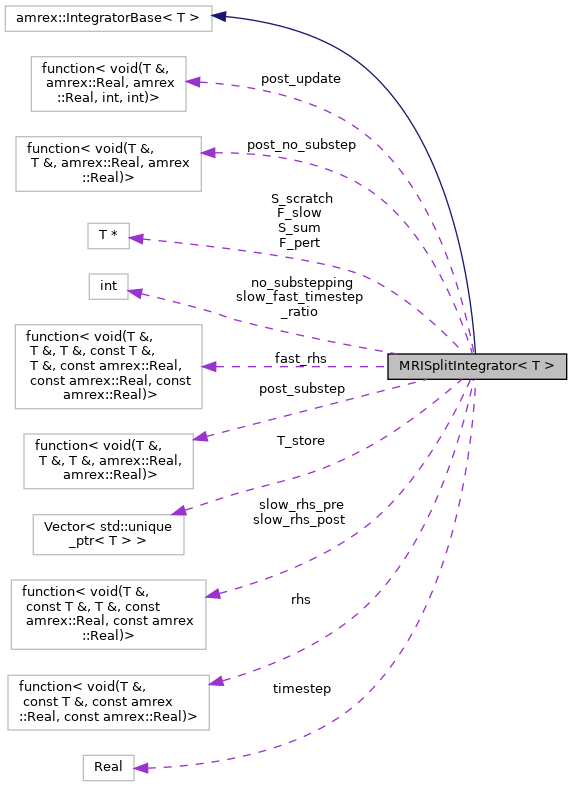 amrex::IntegratorBase< T >
function< void(T &,
amrex::Real, amrex
::Real, int, int)>
post_update
function< void(T &,
T &, amrex::Real, amrex
::Real)>
post_no_substep
T *
S_scratch
F_slow
S_sum
F_pert
int
no_substepping
slow_fast_timestep
_ratio
function< void(T &,
T &, T &, const T &,
T &, const amrex::Real,
const amrex::Real, const
amrex::Real)>
fast_rhs
MRISplitIntegrator< T >
function< void(T &,
T &, T &, amrex::Real,
amrex::Real)>
post_substep
Vector< std::unique
_ptr< T > >
T_store
function< void(T &,
const T &, T &, const
amrex::Real, const amrex
::Real)>
slow_rhs_pre
slow_rhs_post
function< void(T &,
const T &, const amrex
::Real, const amrex::Real)>
rhs
Real
timestep